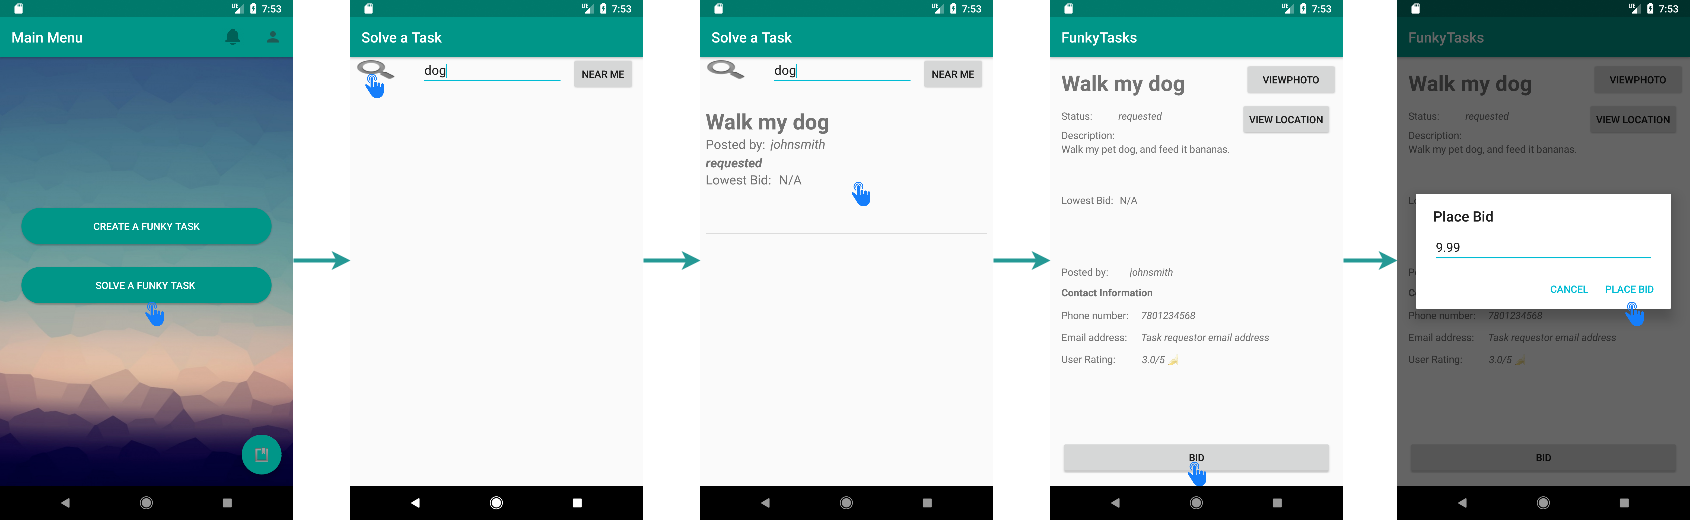 LTE 7:53
Main Menu
CREATE A FUNKY TASK
SOLVE A FUNKY TASK
LTE 7:53
Solve a Task
dog
NEAR ME
LTE 7:53
Solve a Task
dog
NEAR ME
Walk my dog
Posted by: johnsmith
requested
Lowest Bid: N/A
LTE 7:53
FunkyTasks
Walk my dog
VIEWPHOTO
Status: requested
VIEW LOCATION
Description:
Walk my pet dog, and feed it bananas.
Lowest Bid: N/A
Posted by: johnsmith
Contact Information
Phone number: 7801234568
Email address: Task requestor email address
User Rating: 3.0/5
BID
LTE 7:53
FunkyTasks
Walk my dog
VIEWPHOTO
Status: requested
VIEW LOCATION
Description:
Walk my pet dog, and feed it bananas.
Place Bid
9.99
CANCEL PLACE BID
Phone number: 7801234568
Email address: Task requestor email address
User Rating: 3.0/5
BID